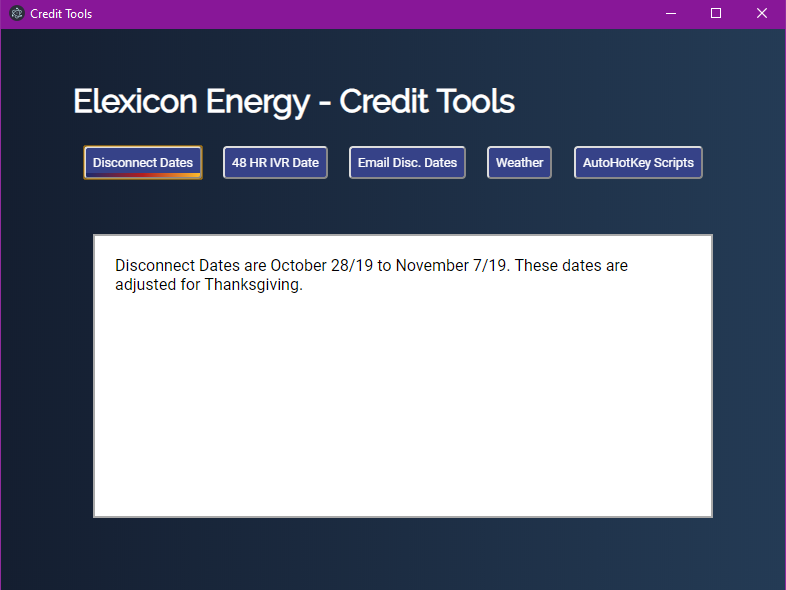 Credit Tools
Elexicon Energy - Credit Tools
Disconnect Dates
48 HR IVR Date
Email Disc. Dates
Weather
AutoHotKey Scripts
Disconnect Dates are October 28/19 to November 7/19. These dates are
adjusted for Thanksgiving.